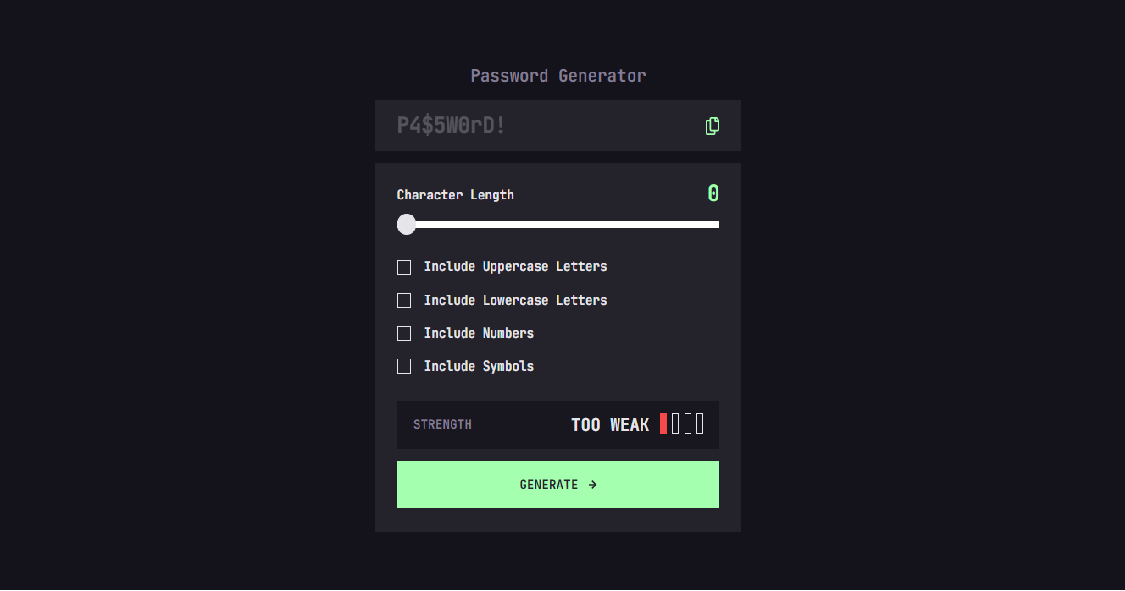 Password Generator
P4$5W0rD!
Character Length
0
Include Uppercase Letters
Include Lowercase Letters
Include Numbers
Include Symbols
STRENGTH
TOO WEAK
GENERATE →